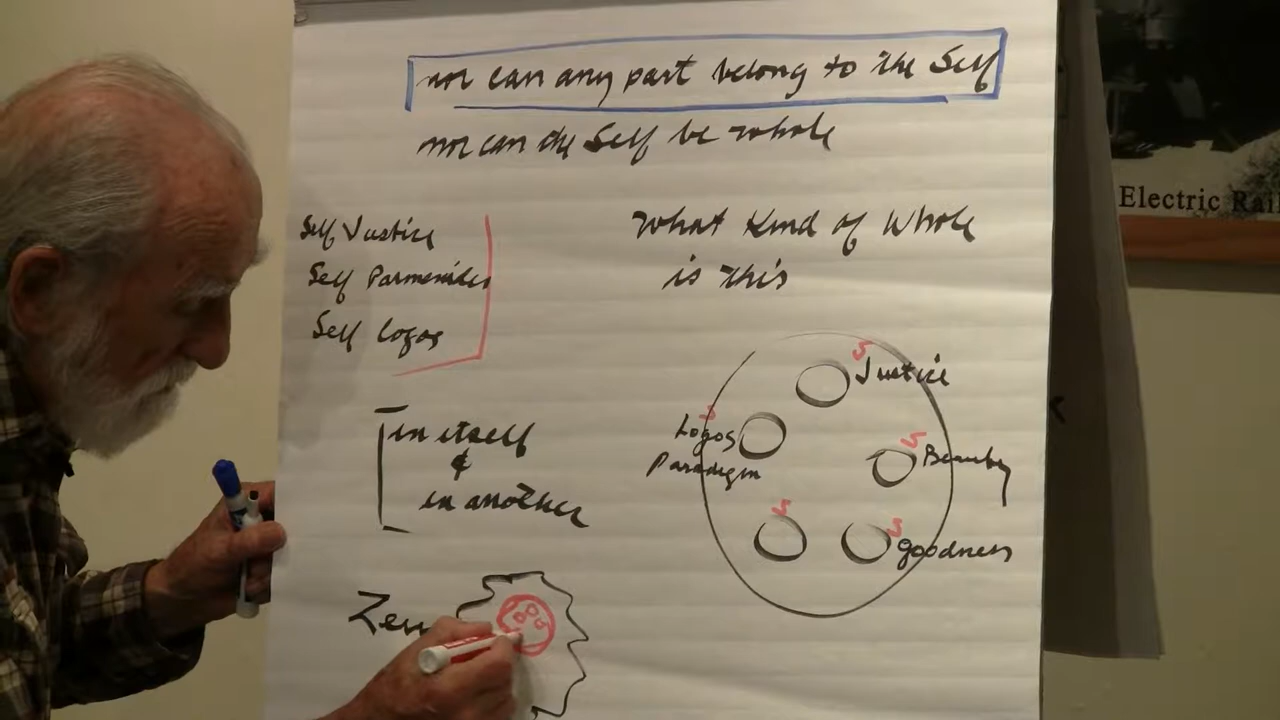 nor can any part belong to the Self
nor can the Self be whole
Self Justice
Self Parmenides
Self Logos
What Kind of Whole
is this
in itself
&
in another
S
Justice
S
Logos
Paradigm
S
Beauty
S
S
Goodness
Electric Rail